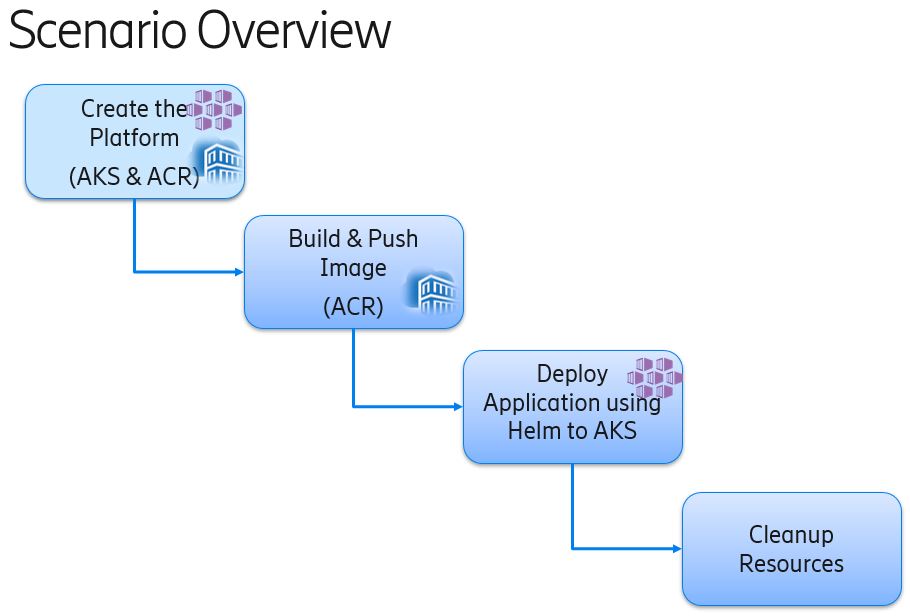 Scenario Overview
Create the
Platform
(AKS & ACR)
Build & Push
Image
(ACR)
Deploy
Application using
Helm to AKS
Cleanup
Resources